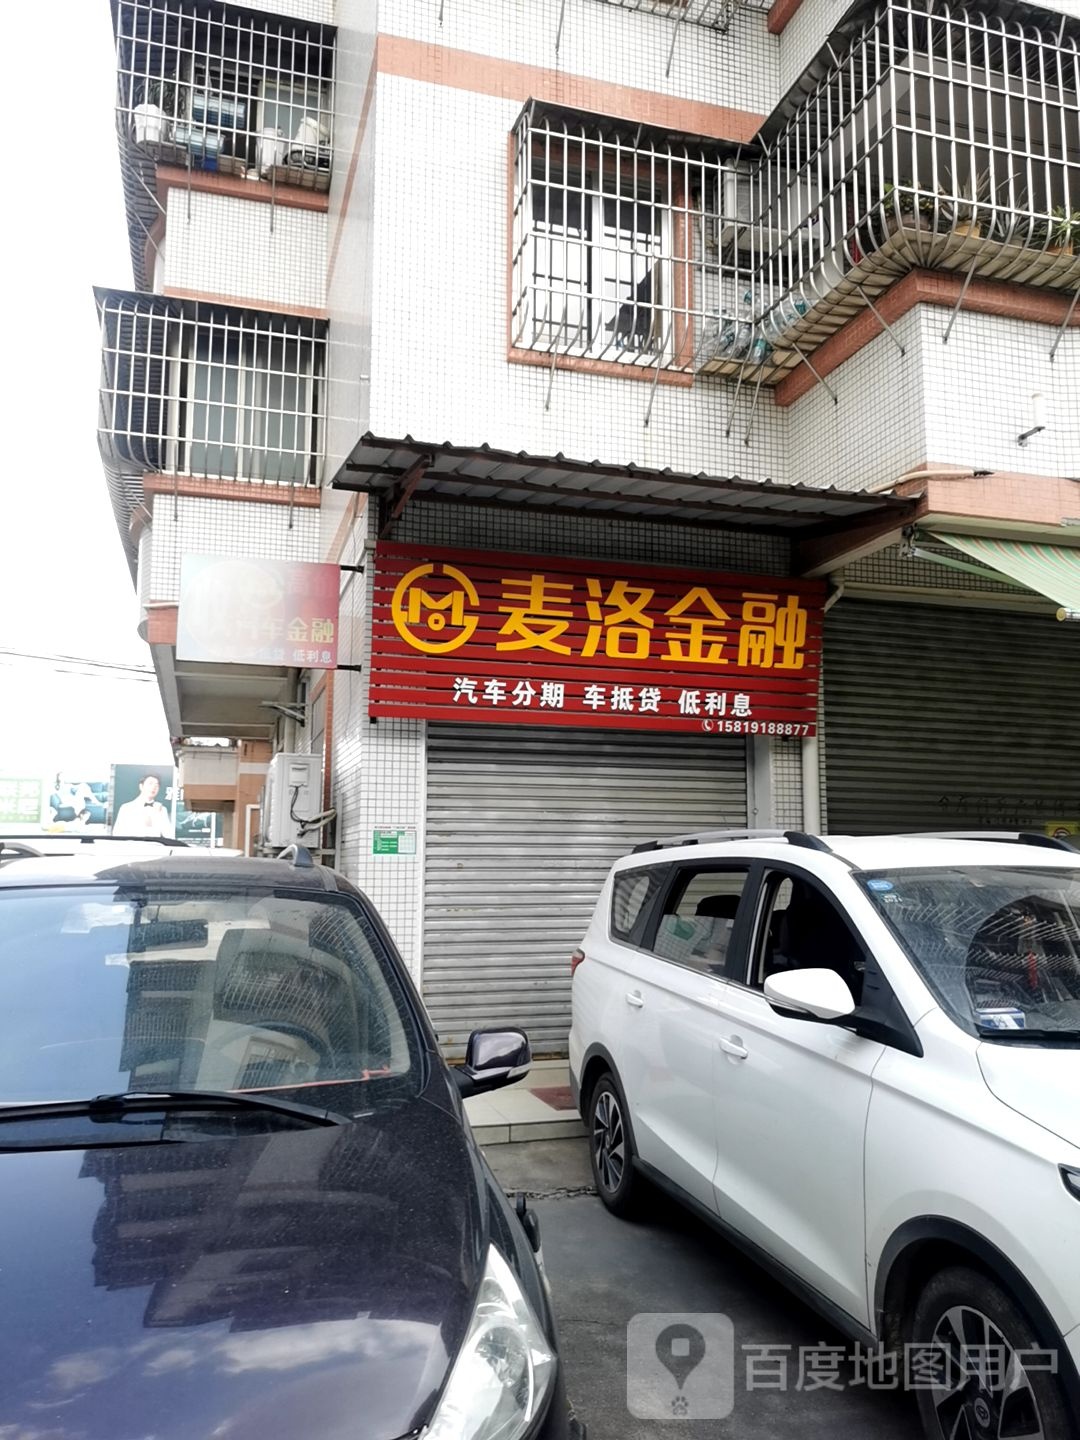 麦洛金融
汽车分期 车抵贷 低利息
15819188877
汽车金融
低利息
百度地图用户